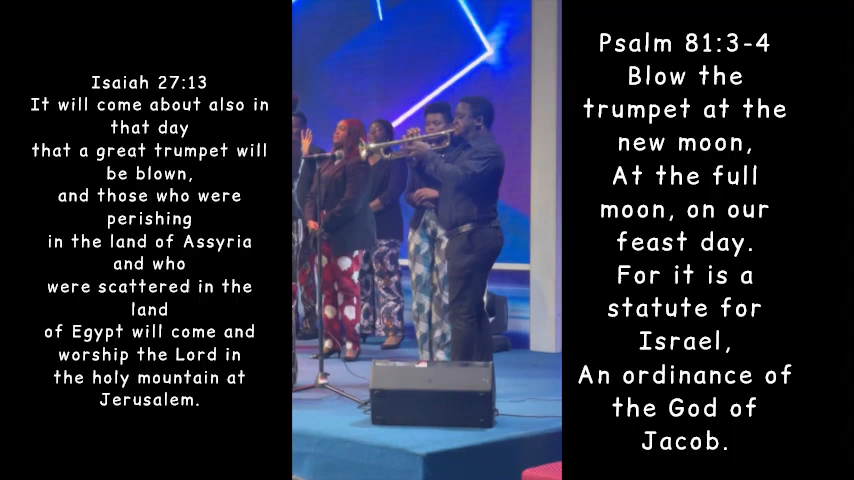 Isaiah 27:13
It will come about also in
that day
that a great trumpet will
be blown,
and those who were
perishing
in the land of Assyria
and who
were scattered in the
land
of Egypt will come and
worship the Lord in
the holy mountain at
Jerusalem.
Psalm 81:3-4
Blow the
trumpet at the
new moon,
At the full
moon, on our
feast day.
For it is a
statute for
Israel,
An ordinance of
the God of
Jacob.